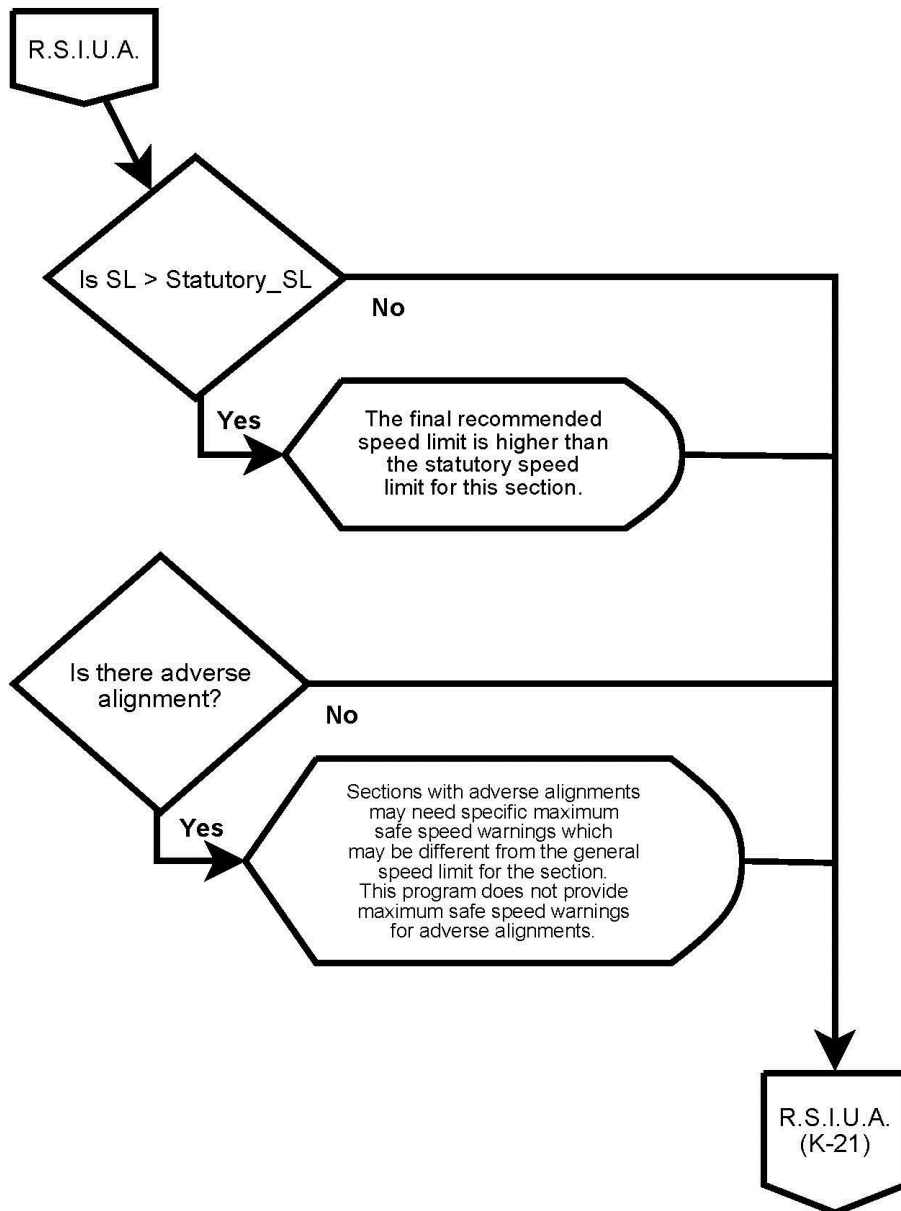 R.S.I.U.A.
Is SL > Statutory_SL
No
Yes
The final recommended
speed limit is higher than
the statutory speed
limit for this section.
Is there adverse
alignment?
No
Yes
Sections with adverse alignments
may need specific maximum
safe speed warnings which
may be different from the general
speed limit for the section.
This program does not provide
maximum safe speed warnings
for adverse alignments.
R.S.I.U.A.
(K-21)